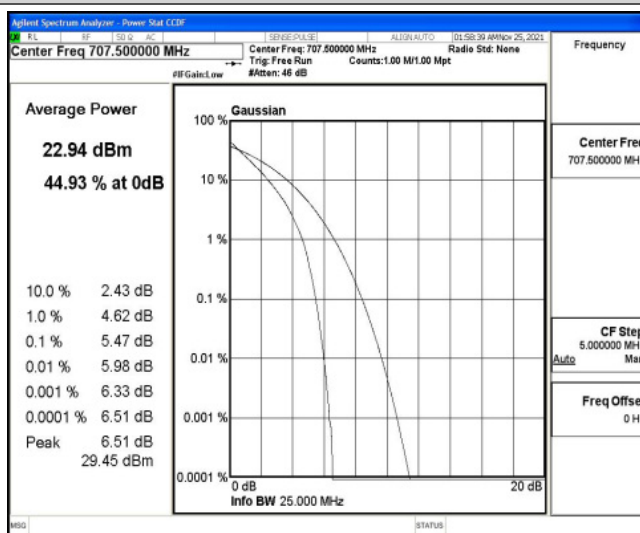 Agilent Spectrum Analyzer - Power Stat CCDF
RL RF 50 Ω AC SENSE:PULSE ALIGNAUTO 01:58:39 AMNov 25, 2021
Center Freq 707.500000 MHz
Center Freq: 707.500000 MHz Radio Std: None
Trig: Free Run Counts:1.00 M/1.00 Mpt
#IFGain:Low #Atten: 46 dB
Frequency
Average Power
22.94 dBm
44.93 % at 0dB
10.0 % 2.43 dB
1.0 % 4.62 dB
0.1 % 5.47 dB
0.01 % 5.98 dB
0.001 % 6.33 dB
0.0001 % 6.51 dB
Peak 6.51 dB
29.45 dBm
Gaussian
100 %
10 %
1 %
0.1 %
0.01 %
0.001 %
0.0001 %
0 dB 20 dB
Info BW 25.000 MHz
Center Fre
707.500000 MH
CF Step
5.000000 MH
Auto Ma
Freq Offse
0 H
MSG STATUS